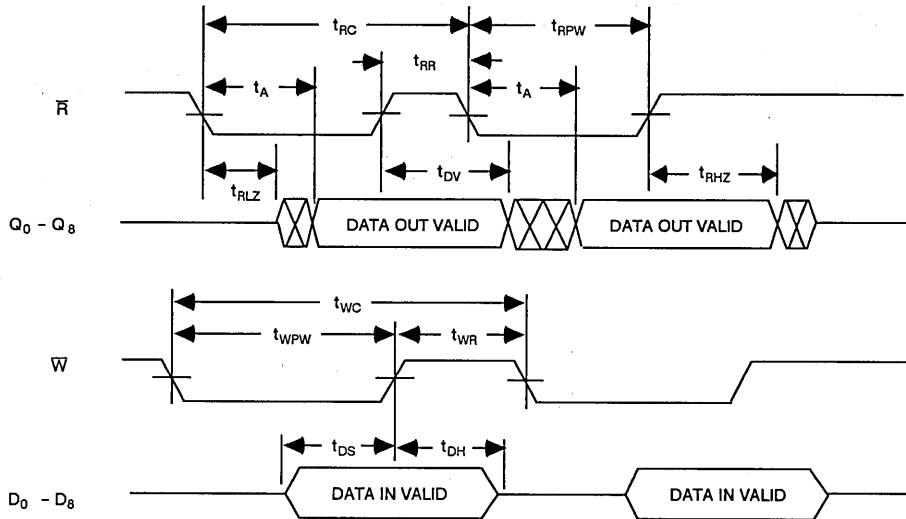 tRC
tRPW
tRR
tA
tA
R̅
tRLZ
tDV
tRHZ
Q0 - Q8
DATA OUT VALID
DATA OUT VALID
tWC
tWPW
tWR
W̅
tDS
tDH
D0 - D8
DATA IN VALID
DATA IN VALID